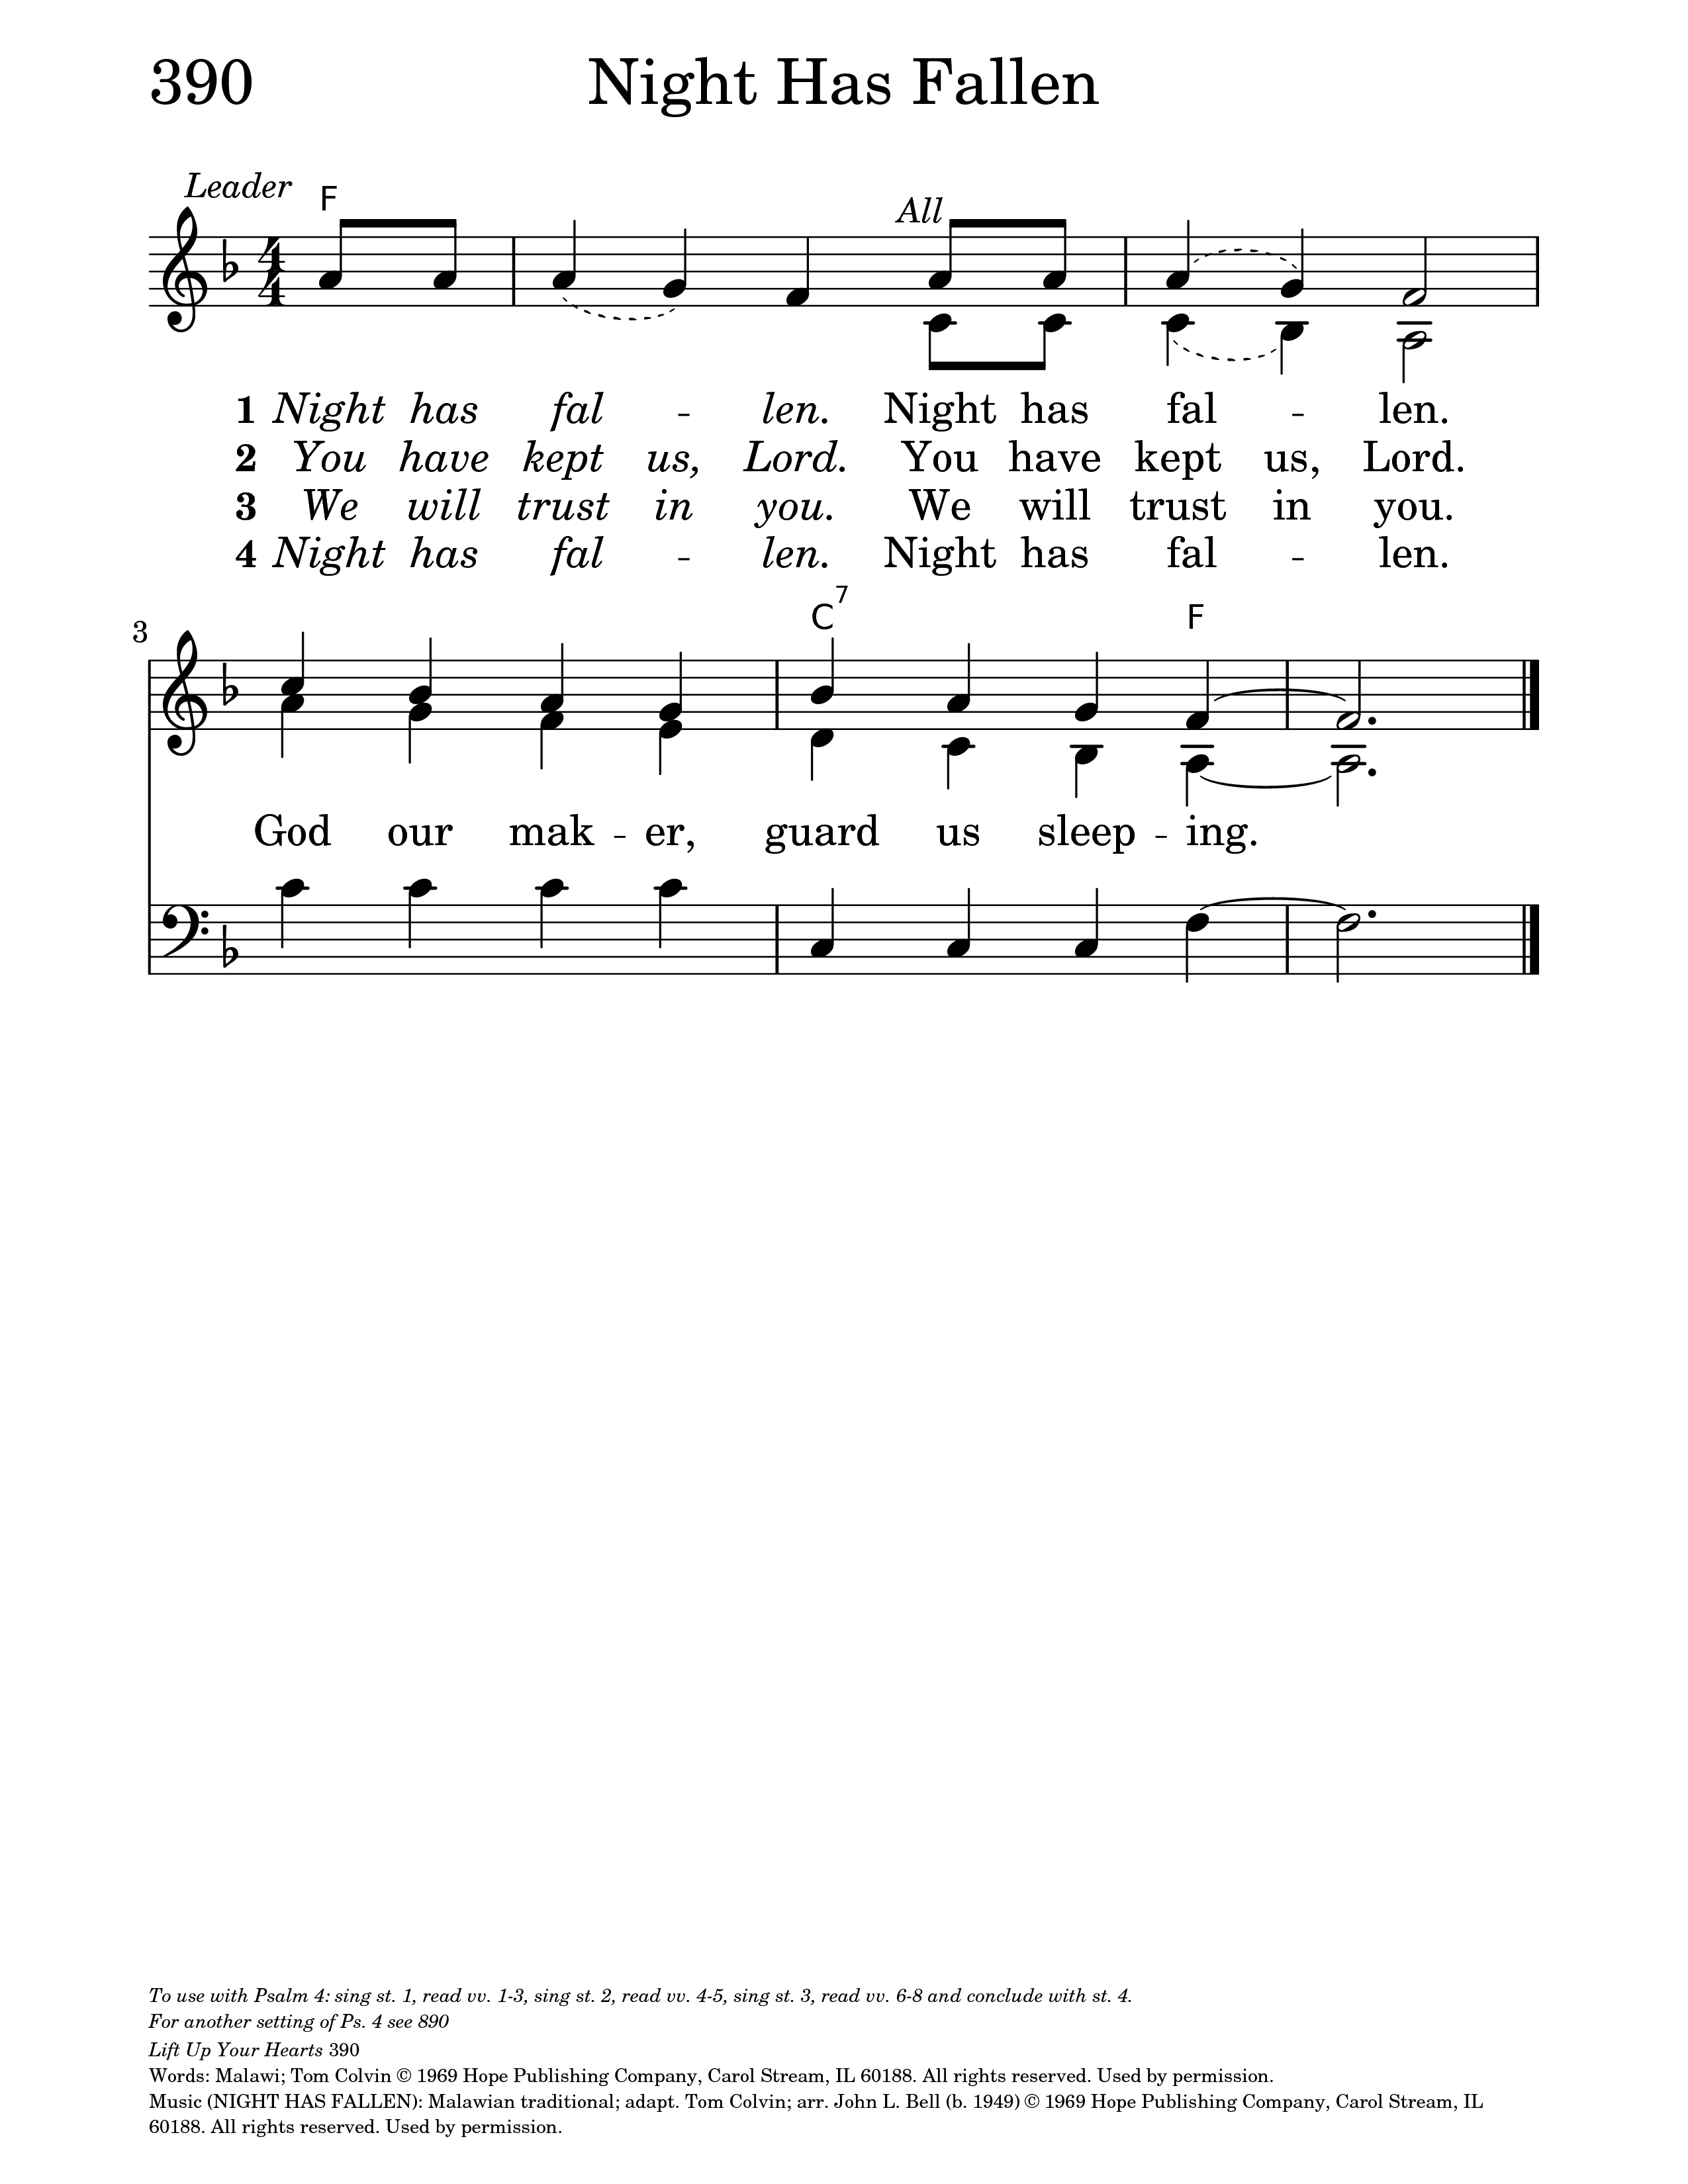 390 Night Has Fallen
Leader F All
4
4
1 Night has fal - len. Night has fal - len.
2 You have kept us, Lord. You have kept us, Lord.
3 We will trust in you. We will trust in you.
4 Night has fal - len. Night has fal - len.
3 C7 F
God our mak - er, guard us sleep - ing.
To use with Psalm 4: sing st. 1, read vv. 1-3, sing st. 2, read vv. 4-5, sing st. 3, read vv. 6-8 and conclude with st. 4.
For another setting of Ps. 4 see 890
Lift Up Your Hearts 390
Words: Malawi; Tom Colvin © 1969 Hope Publishing Company, Carol Stream, IL 60188. All rights reserved. Used by permission.
Music (NIGHT HAS FALLEN): Malawian traditional; adapt. Tom Colvin; arr. John L. Bell (b. 1949) © 1969 Hope Publishing Company, Carol Stream, IL
60188. All rights reserved. Used by permission.